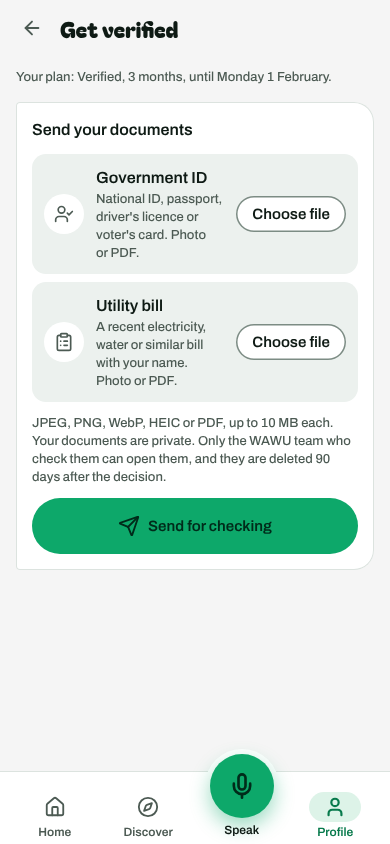 Get verified
Your plan: Verified, 3 months, until Monday 1 February.
Send your documents
Government ID
National ID, passport,
driver's licence or
voter's card. Photo
or PDF.
Choose file
Utility bill
A recent electricity,
water or similar bill
with your name.
Photo or PDF.
Choose file
JPEG, PNG, WebP, HEIC or PDF, up to 10 MB each.
Your documents are private. Only the WAWU team who
check them can open them, and they are deleted 90
days after the decision.
Send for checking
Home
Discover
Speak
Profile